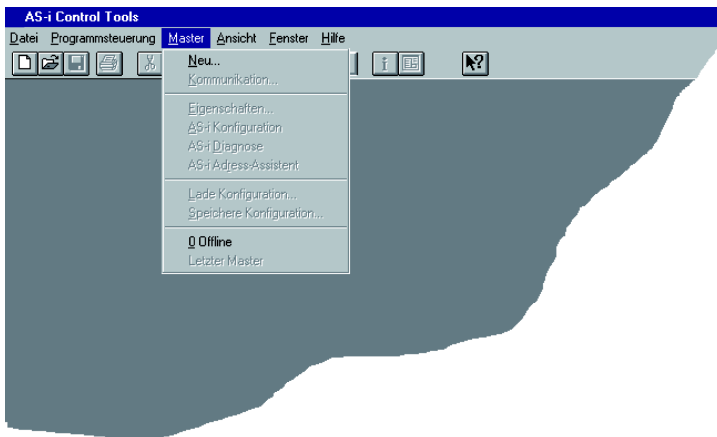 AS-i Control Tools
Datei Programmsteuerung Master Ansicht Fenster Hilfe
Neu...
Kommunikation...
Eigenschaften...
AS-i Konfiguration
AS-i Diagnose
AS-i Adress-Assistent
Lade Konfiguration...
Speichere Konfiguration...
0 Offline
Letzter Master